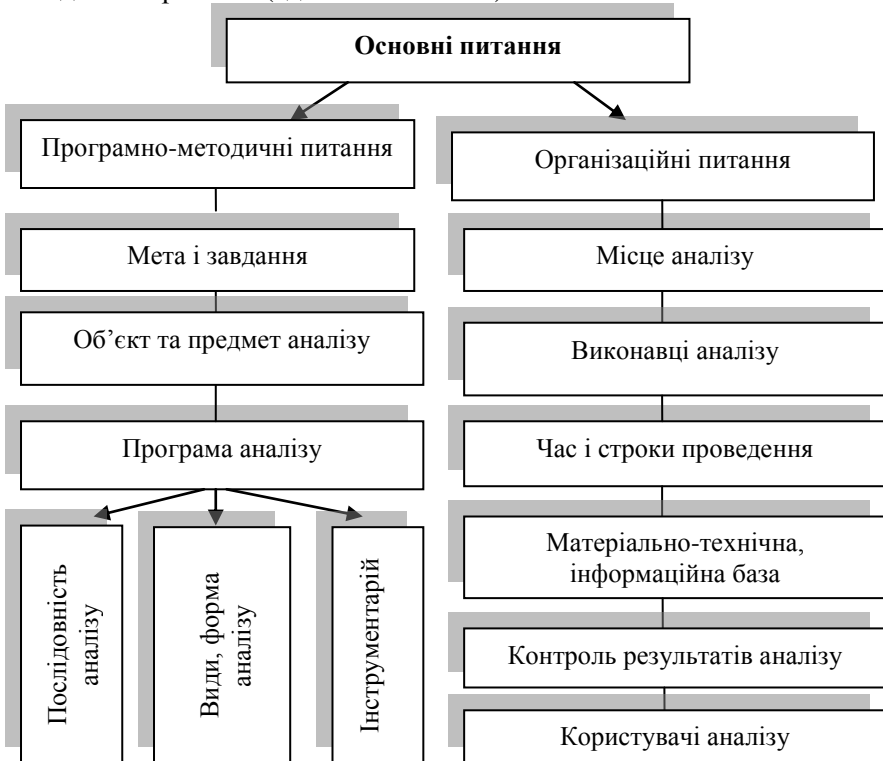 Основні питання
Програмно-методичні питання
Мета і завдання
Об’єкт та предмет аналізу
Програма аналізу
Послідовність
аналізу
Види, форма
аналізу
Інструментарій
Організаційні питання
Місце аналізу
Виконавці аналізу
Час і строки проведення
Матеріально-технічна,
інформаційна база
Контроль результатів аналізу
Користувачі аналізу